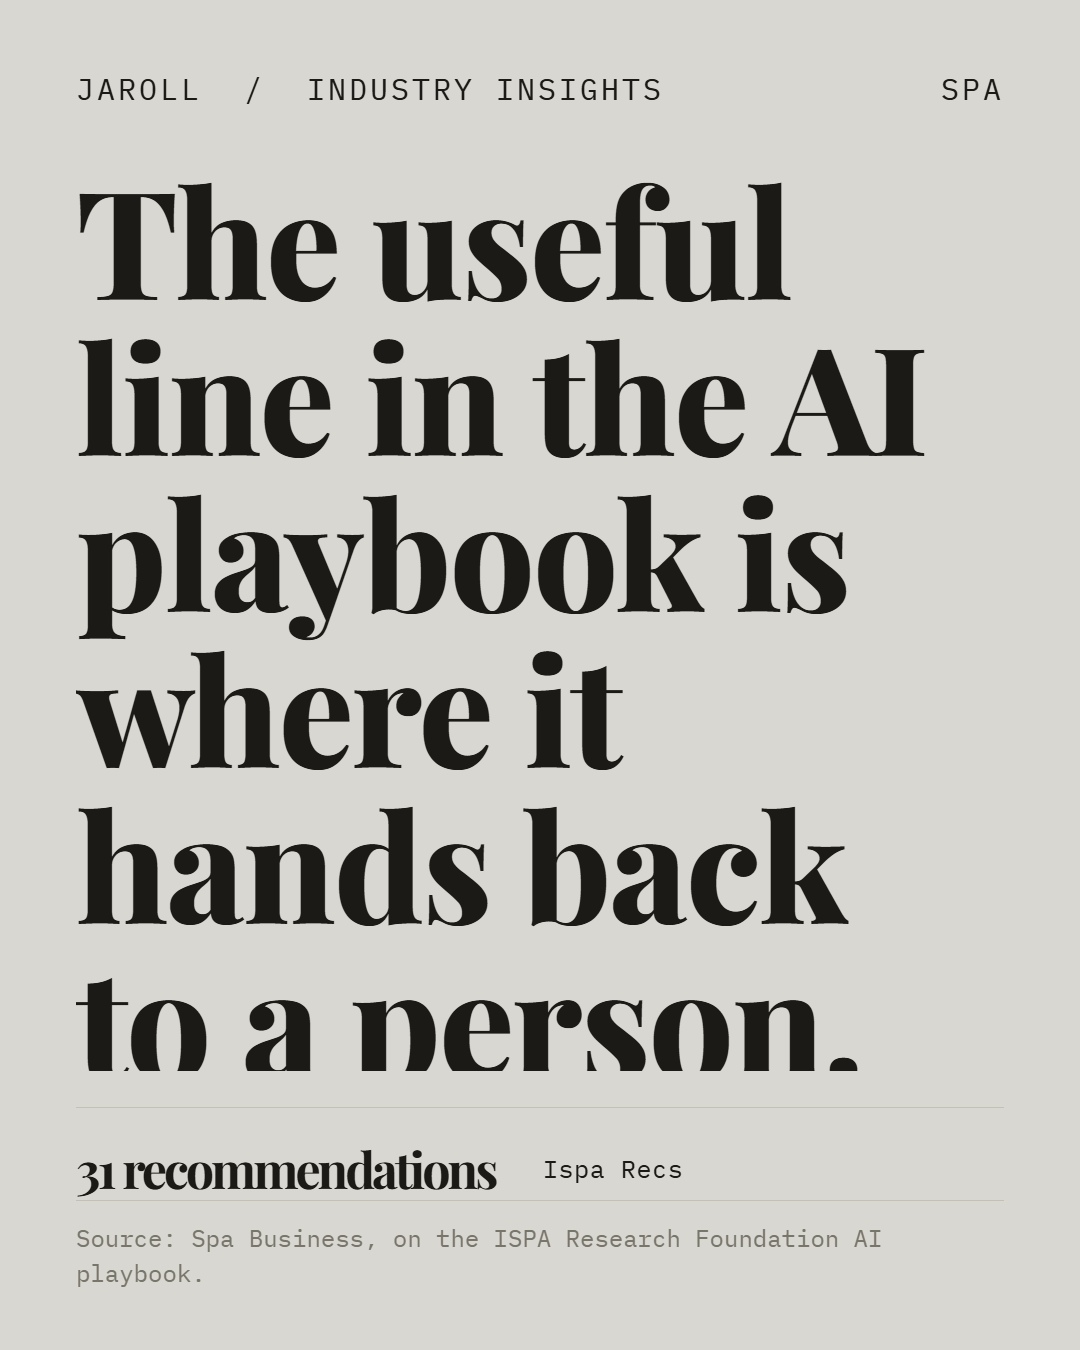 JAROLL / INDUSTRY INSIGHTS SPA
The useful
line in the AI
playbook is
where it
hands back
to a person.
31 recommendations Ispa Recs
Source: Spa Business, on the ISPA Research Foundation AI
playbook.